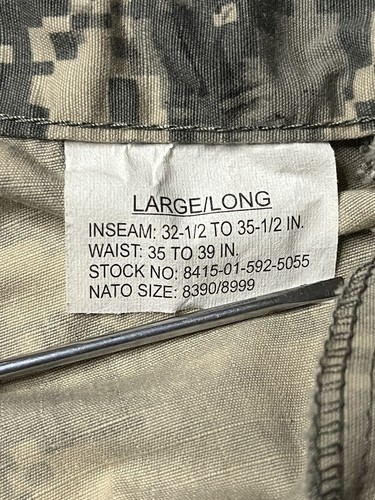 LARGE/LONG
INSEAM: 32-1/2 TO 35-1/2 IN.
WAIST: 35 TO 39 IN.
STOCK NO: 8415-01-592-5055
NATO SIZE: 8390/8999